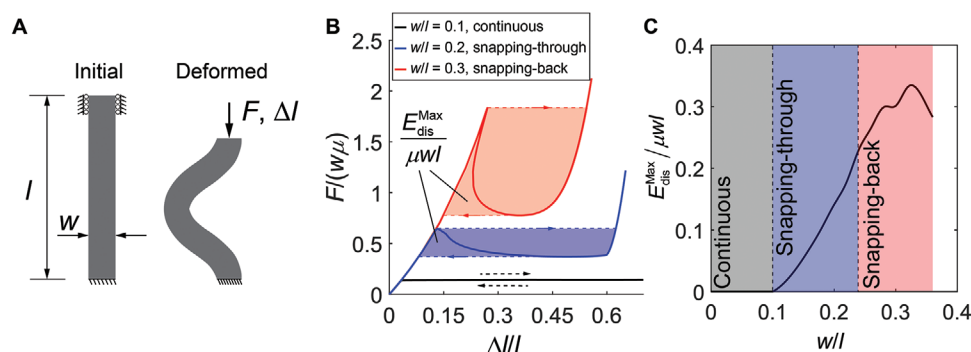 A
Initial
Deformed
F, Δl
l
w
B
w/l = 0.1, continuous
w/l = 0.2, snapping-through
w/l = 0.3, snapping-back
E_dis^Max
μwl
F/(wμ)
2.5
2
1.5
1
0.5
0
0 0.15 0.3 0.45 0.6
Δl/l
C
E_dis^Max / μwl
0.4
0.3
0.2
0.1
0
Continuous
Snapping-through
Snapping-back
0 0.1 0.2 0.3 0.4
w/l